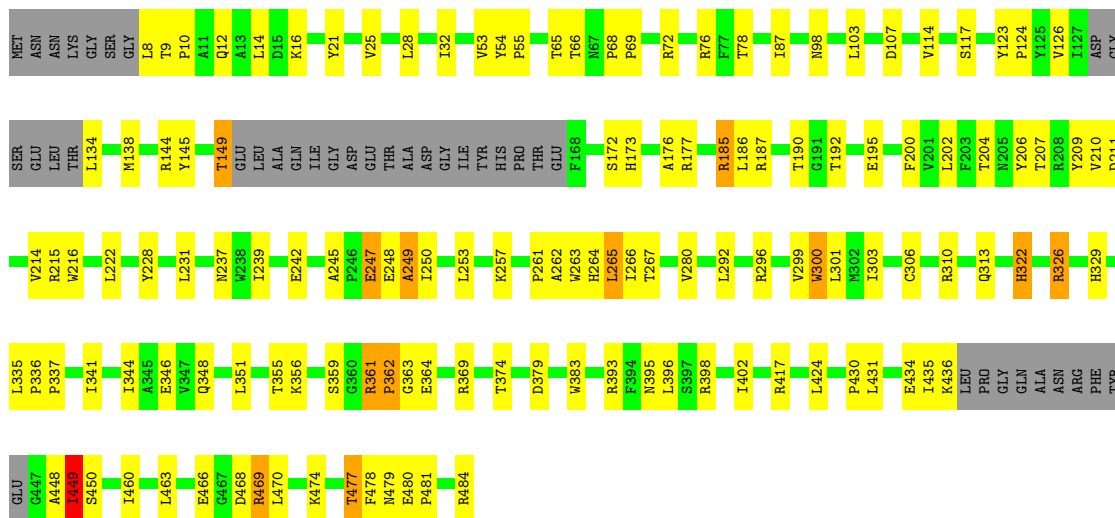 MET ASN ASN LYS GLY SER GLY L8 T9 P10 A11 Q12 A13 L14 D15 K16 Y21 V25 L28 I32 V53 Y54 P55 T65 T66 N67 P68 P69 R72 R76 F77 T78 I87 N98 L103 D107 V114 S117 Y123 P124 Y125 V126 I127 ASP GLY
SER GLU LEU THR L134 M138 R144 Y145 T149 GLU LEU ALA GLN ILE GLY ASP GLU THR ALA ASP GLY ILE TYR HIS PRO THR GLU F168 S172 H173 A176 R177 R185 L186 R187 T190 G191 T192 E195 F200 V201 L202 F203 T204 N205 Y206 T207 R208 Y209 V210
V214 R215 W216 L222 Y228 L231 N237 W238 I239 E242 A245 P246 E247 E248 A249 I250 L253 K257 P261 A262 W263 H264 L265 I266 T267 V280 L292 R296 V299 W300 L301 M302 I303 C306 R310 Q313 H322 R326 H329
L335 P336 P337 I341 I344 A345 E346 V347 Q348 L351 T355 K356 S359 G360 R361 P362 G363 E364 R369 T374 D379 W383 R393 F394 N395 L396 S397 R398 I402 R417 L424 P430 L431 E434 I435 K436 LEU PRO GLY GLN ALA ASN ARG PHE TYR
GLU G447 A448 I449 S450 I460 L463 E466 G467 D468 R469 L470 K474 T477 F478 N479 E480 P481 R484